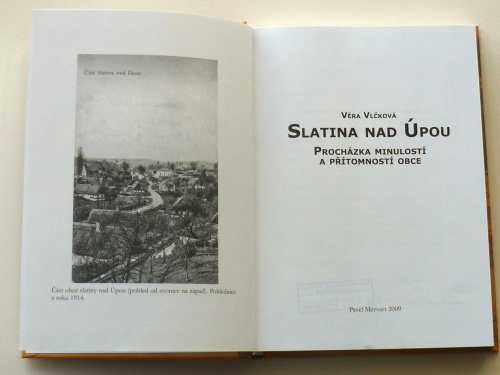 Část Slatiny nad Úpou
Část obce slatiny nad Úpou (pohled od zvonice na západ). Pohlednice
z roku 1914.
Věra Vlčková
Slatina nad Úpou
Procházka minulostí
a přítomností obce
Pavel Mervart 2009